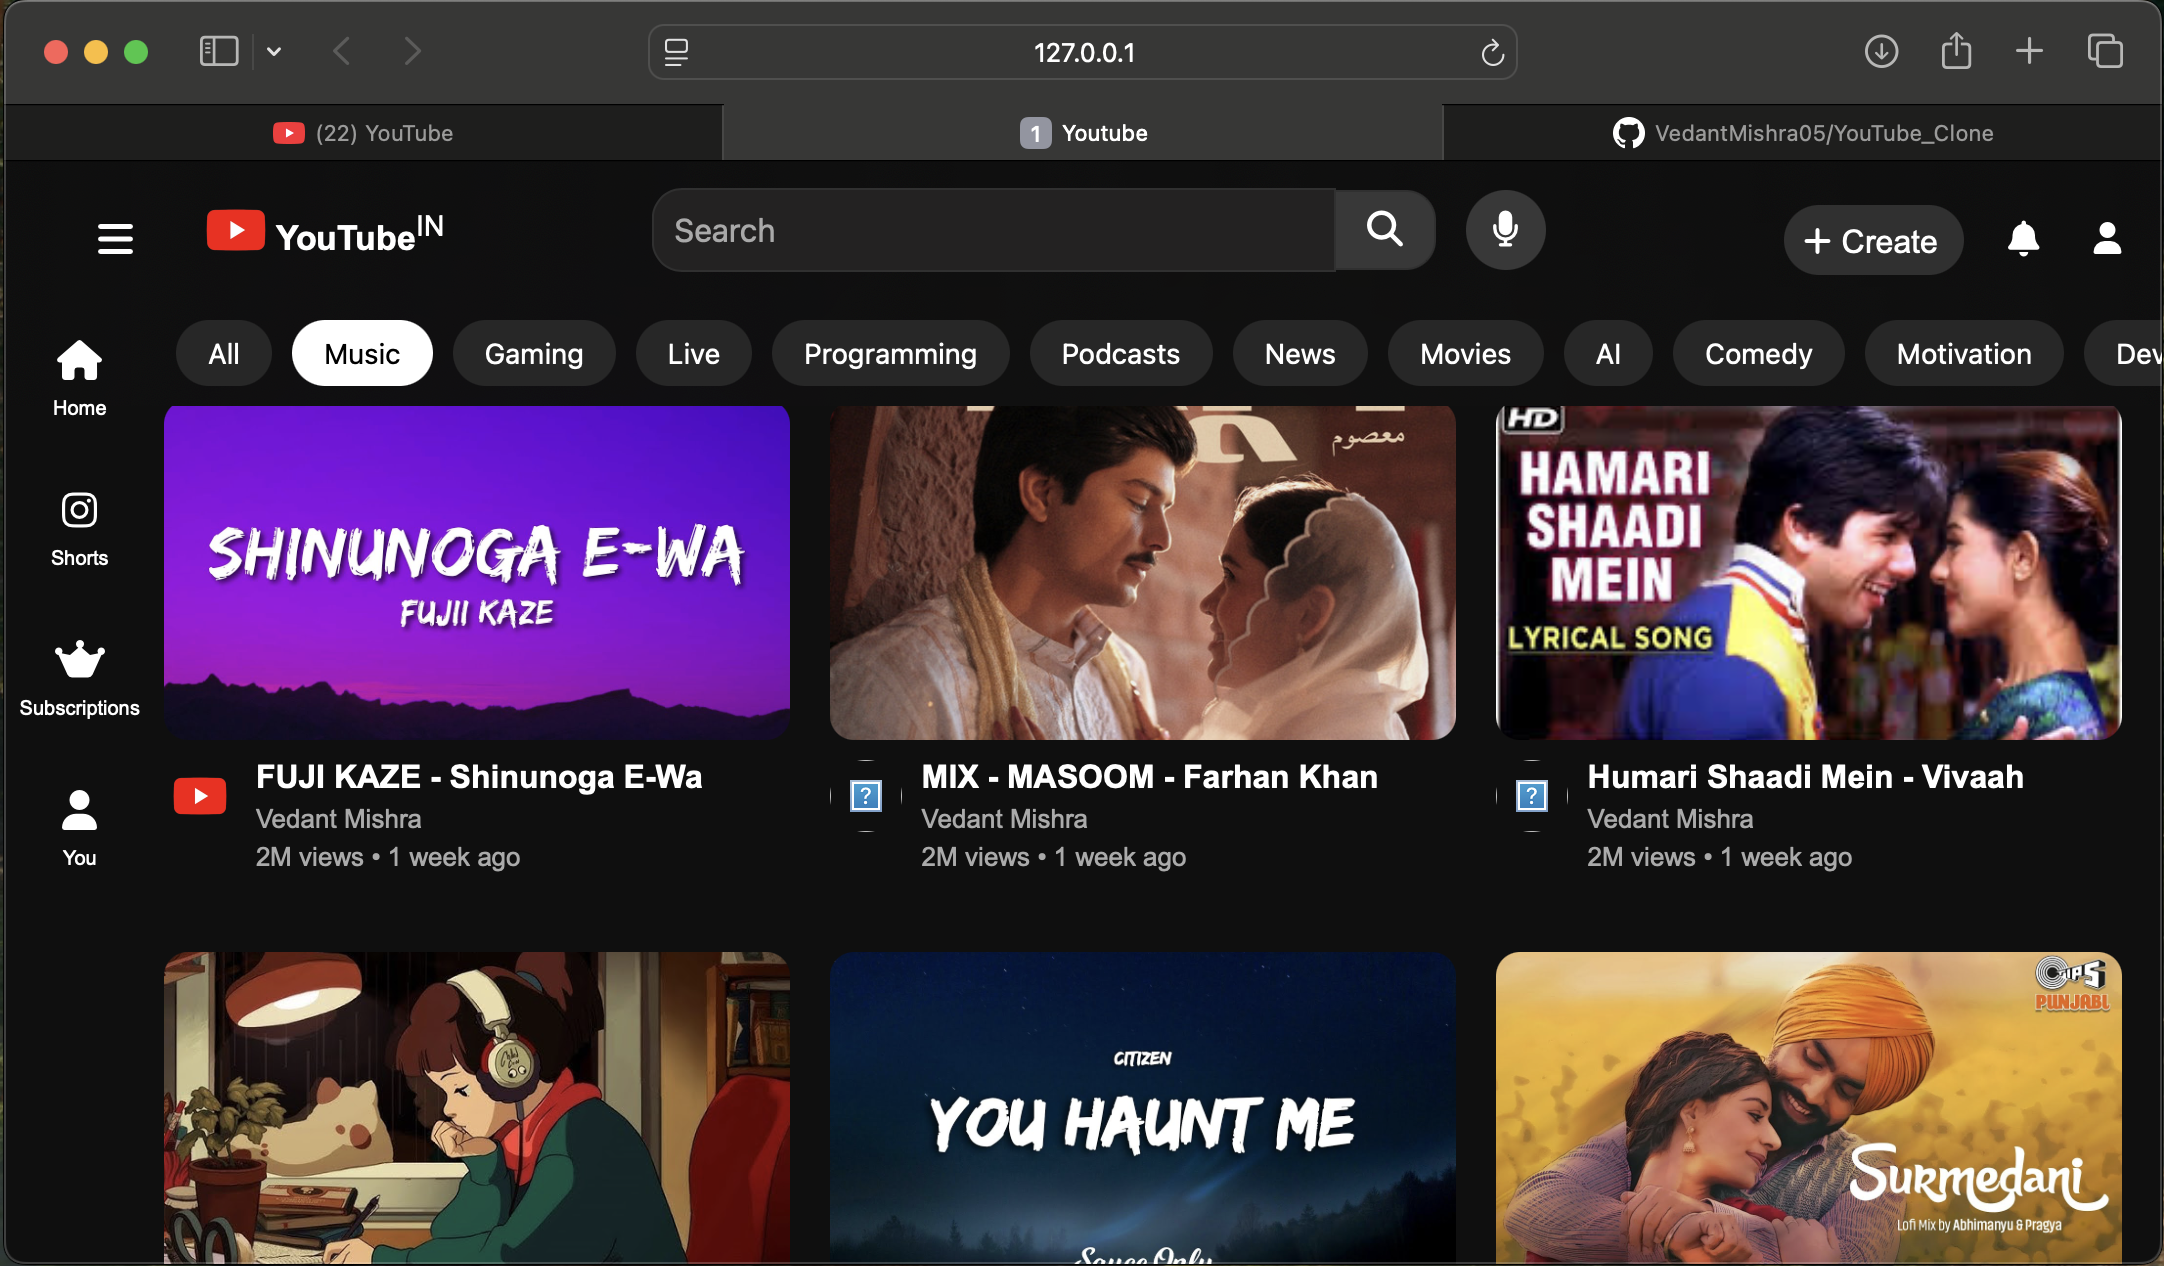 127.0.0.1
(22) YouTube
1 Youtube
VedantMishra05/YouTube_Clone
YouTube IN
Search
+ Create
All
Music
Gaming
Live
Programming
Podcasts
News
Movies
AI
Comedy
Motivation
Home
Shorts
Subscriptions
You
SHINUNOGA E-WA
FUJII KAZE
معصوم
HD
HAMARI
SHAADI
MEIN
LYRICAL SONG
FUJI KAZE - Shinunoga E-Wa
Vedant Mishra
2M views • 1 week ago
MIX - MASOOM - Farhan Khan
Vedant Mishra
2M views • 1 week ago
Humari Shaadi Mein - Vivaah
Vedant Mishra
2M views • 1 week ago
CITIZEN
YOU HAUNT ME
TIPS
PUNJABI
Surmedani
Lofi Mix by Abhimanyu & Pragya